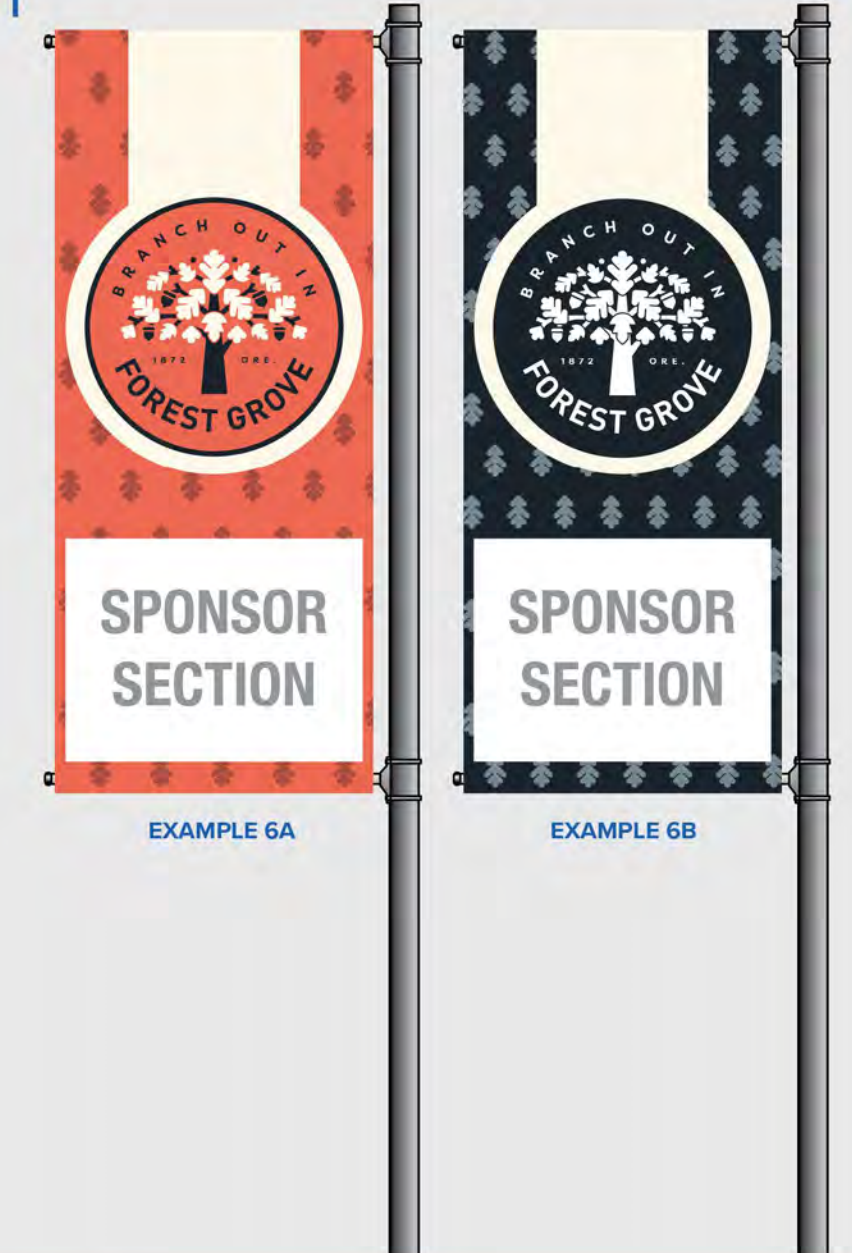 BRANCH OUT IN
1872 ORE.
FOREST GROVE
SPONSOR
SECTION
EXAMPLE 6A
BRANCH OUT IN
1872 ORE.
FOREST GROVE
SPONSOR
SECTION
EXAMPLE 6B